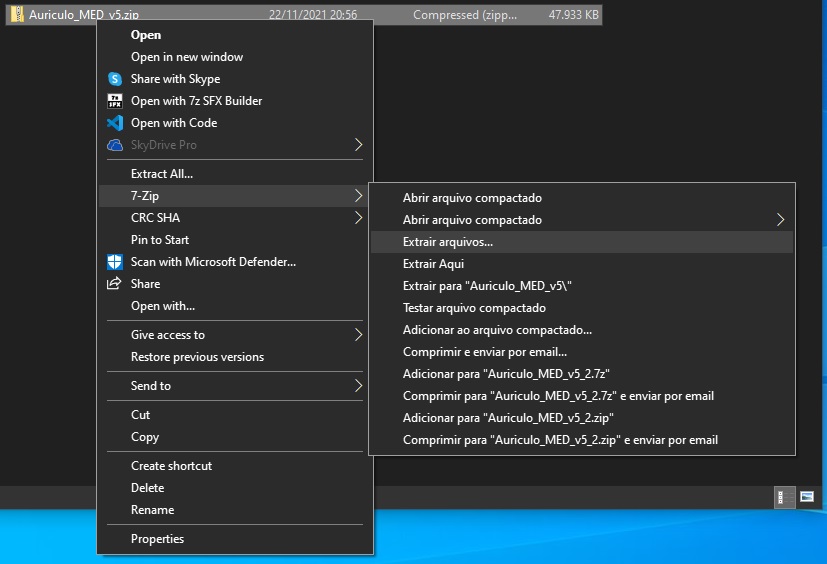 Auriculo_MED_v5.zip 22/11/2021 20:56 Compressed (zipp... 47.933 KB
Open
Open in new window
Share with Skype
7z SFX Open with 7z SFX Builder
Open with Code
SkyDrive Pro
Extract All...
7-Zip
CRC SHA
Pin to Start
Scan with Microsoft Defender...
Share
Open with...
Give access to
Restore previous versions
Send to
Cut
Copy
Create shortcut
Delete
Rename
Properties
Abrir arquivo compactado
Abrir arquivo compactado
Extrair arquivos...
Extrair Aqui
Extrair para "Auriculo_MED_v5\"
Testar arquivo compactado
Adicionar ao arquivo compactado...
Comprimir e enviar por email...
Adicionar para "Auriculo_MED_v5_2.7z"
Comprimir para "Auriculo_MED_v5_2.7z" e enviar por email
Adicionar para "Auriculo_MED_v5_2.zip"
Comprimir para "Auriculo_MED_v5_2.zip" e enviar por email